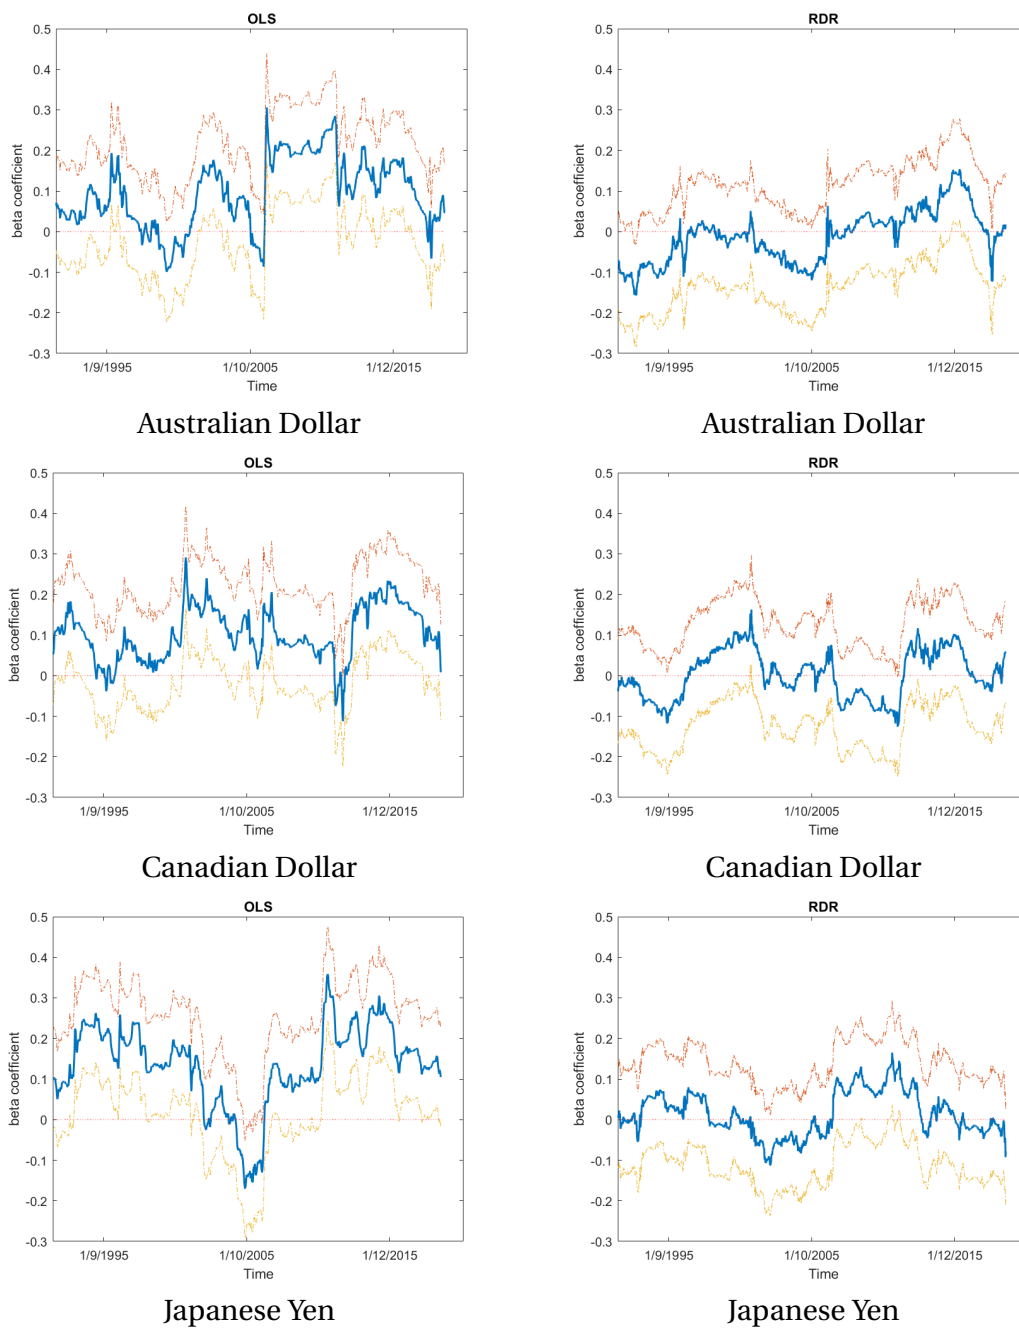 OLS
0.5
0.4
0.3
0.2
0.1
0
-0.1
-0.2
-0.3
beta coefficient
1/9/1995 1/10/2005 1/12/2015
Time
Australian Dollar
RDR
0.5
0.4
0.3
0.2
0.1
0
-0.1
-0.2
-0.3
beta coefficient
1/9/1995 1/10/2005 1/12/2015
Time
Australian Dollar
OLS
0.5
0.4
0.3
0.2
0.1
0
-0.1
-0.2
-0.3
beta coefficient
1/9/1995 1/10/2005 1/12/2015
Time
Canadian Dollar
RDR
0.5
0.4
0.3
0.2
0.1
0
-0.1
-0.2
-0.3
beta coefficient
1/9/1995 1/10/2005 1/12/2015
Time
Canadian Dollar
OLS
0.5
0.4
0.3
0.2
0.1
0
-0.1
-0.2
-0.3
beta coefficient
1/9/1995 1/10/2005 1/12/2015
Time
Japanese Yen
RDR
0.5
0.4
0.3
0.2
0.1
0
-0.1
-0.2
-0.3
beta coefficient
1/9/1995 1/10/2005 1/12/2015
Time
Japanese Yen